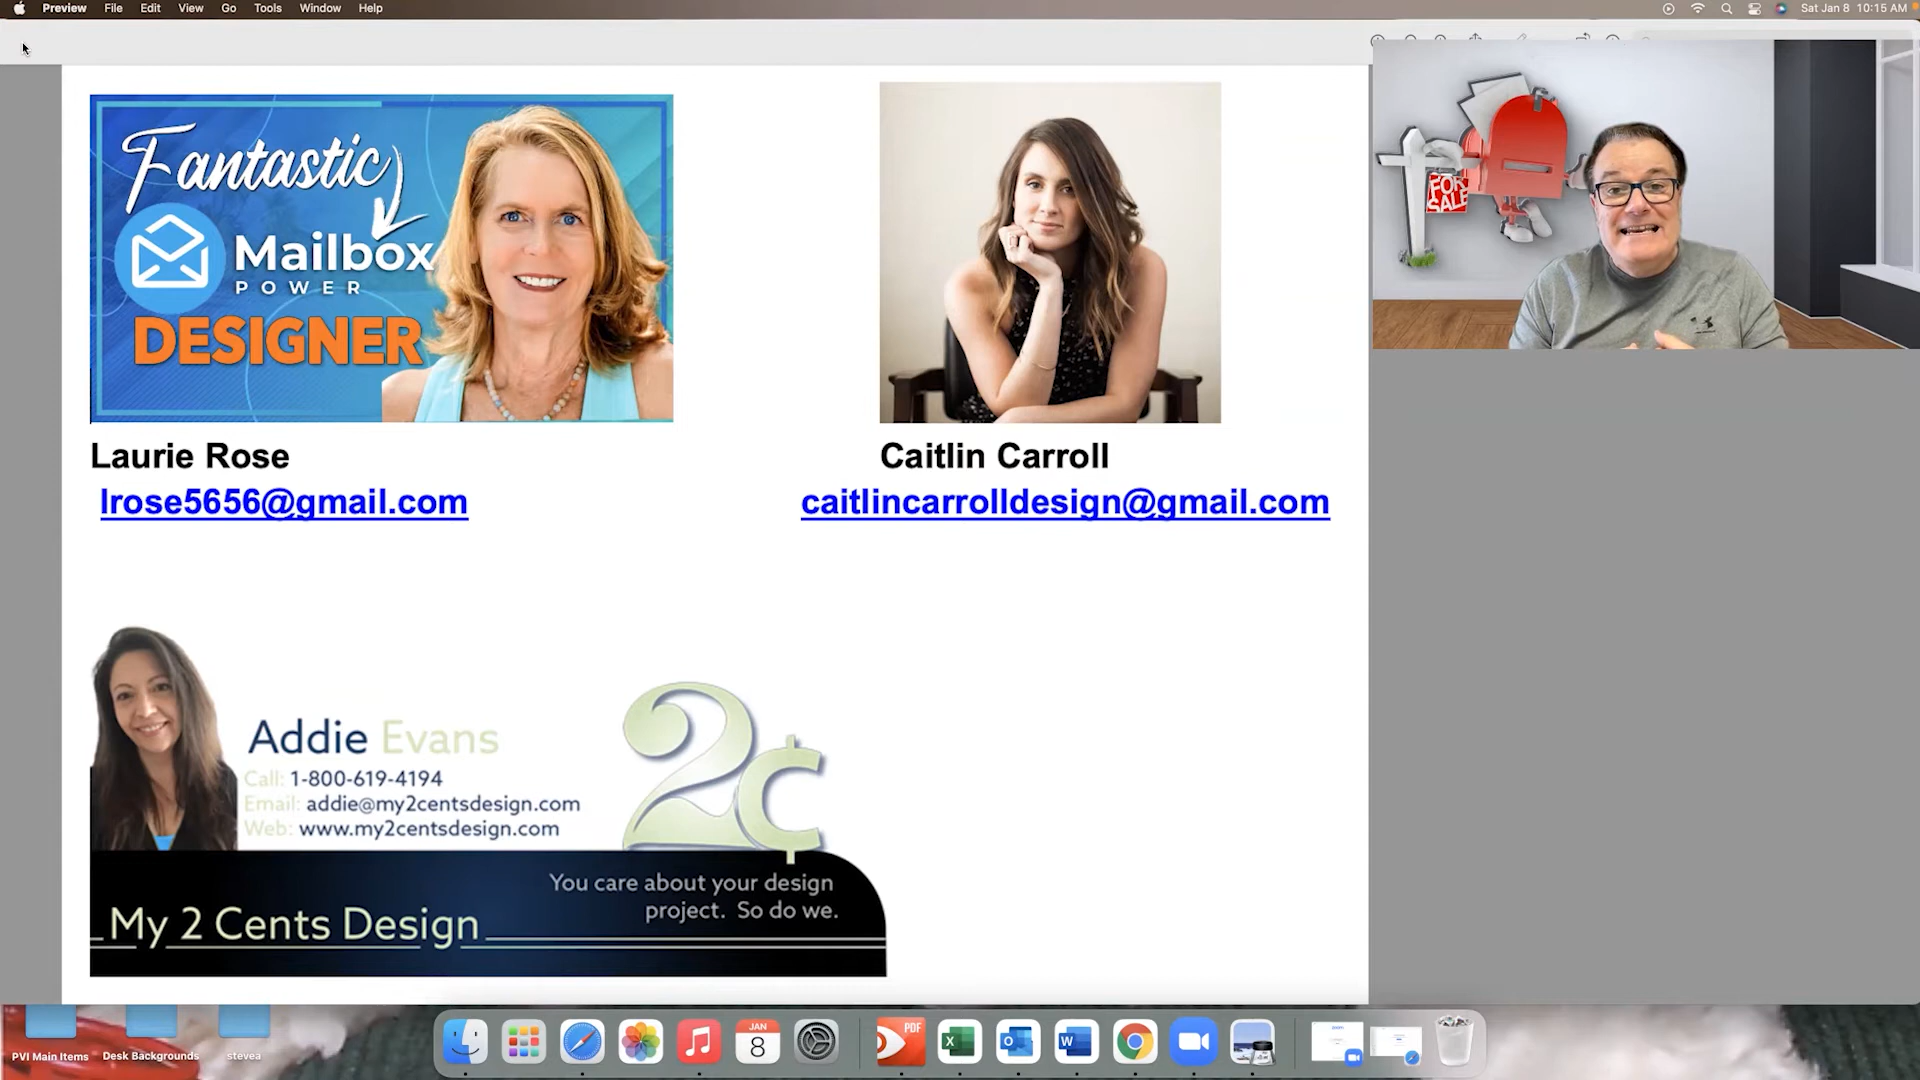 Preview File Edit View Go Tools Window Help
Sat Jan 8 10:15 AM
Fantastic
Mailbox
POWER
DESIGNER
FOR
SALE
Laurie Rose
Caitlin Carroll
lrose5656@gmail.com
caitlincarrolldesign@gmail.com
Addie Evans
Call: 1-800-619-4194
Email: addie@my2centsdesign.com
Web: www.my2centsdesign.com
2¢
You care about your design
project. So do we.
My 2 Cents Design
PVI Main Items
Desk Backgrounds
stevea
JAN
8
PDF
X
O
W
zoom